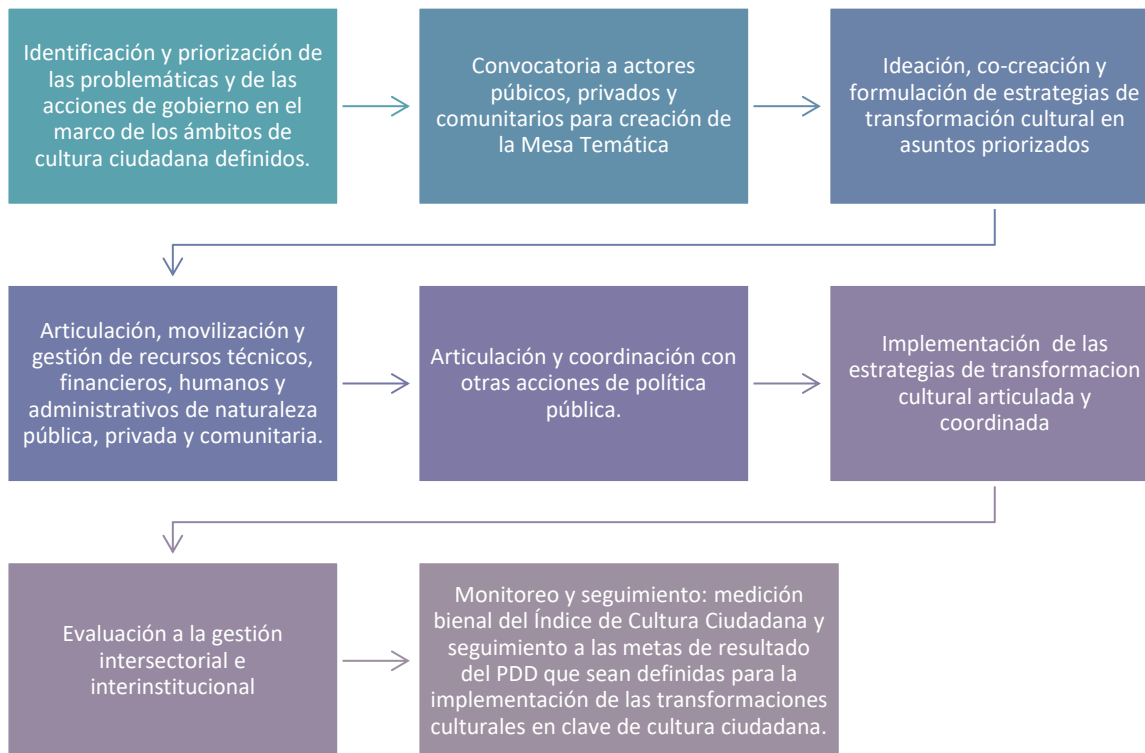 Identificación y priorización de
las problemáticas y de las
acciones de gobierno en el
marco de los ámbitos de
cultura ciudadana definidos.
Convocatoria a actores
púbicos, privados y
comunitarios para creación de
la Mesa Temática
Ideación, co-creación y
formulación de estrategias de
transformación cultural en
asuntos priorizados
Articulación, movilización y
gestión de recursos técnicos,
financieros, humanos y
administrativos de naturaleza
pública, privada y comunitaria.
Articulación y coordinación con
otras acciones de política
pública.
Implementación de las
estrategias de transformacion
cultural articulada y
coordinada
Evaluación a la gestión
intersectorial e
interinstitucional
Monitoreo y seguimiento: medición
bienal del Índice de Cultura Ciudadana y
seguimiento a las metas de resultado
del PDD que sean definidas para la
implementación de las transformaciones
culturales en clave de cultura ciudadana.